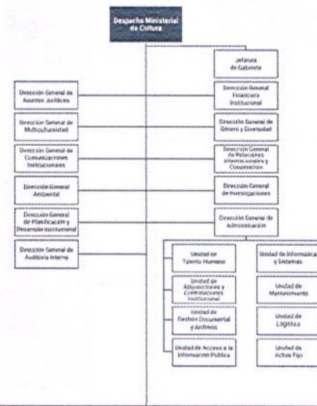 Despacho Ministerial
de Cultura
Jefatura
de Gabinete
Dirección General de
Asuntos Jurídicos
Dirección General
Financiera
Institucional
Dirección General de
Multiculturalidad
Dirección General de
Género y Diversidad
Dirección General de
Comunicaciones
Institucionales
Dirección General
de Relaciones
Internacionales y
Cooperación
Dirección General
Ambiental
Dirección General
de Investigaciones
Dirección General
de Planificación y
Desarrollo Institucional
Dirección General de
Administración
Dirección General de
Auditoría Interna
Unidad de
Talento Humano
Unidad de Informática
y Sistemas
Unidad de
Adquisiciones y
Contrataciones
Institucional
Unidad de
Mantenimiento
Unidad de
Gestión Documental
y Archivos
Unidad de
Logística
Unidad de Acceso a la
Información Pública
Unidad de
Activo Fijo